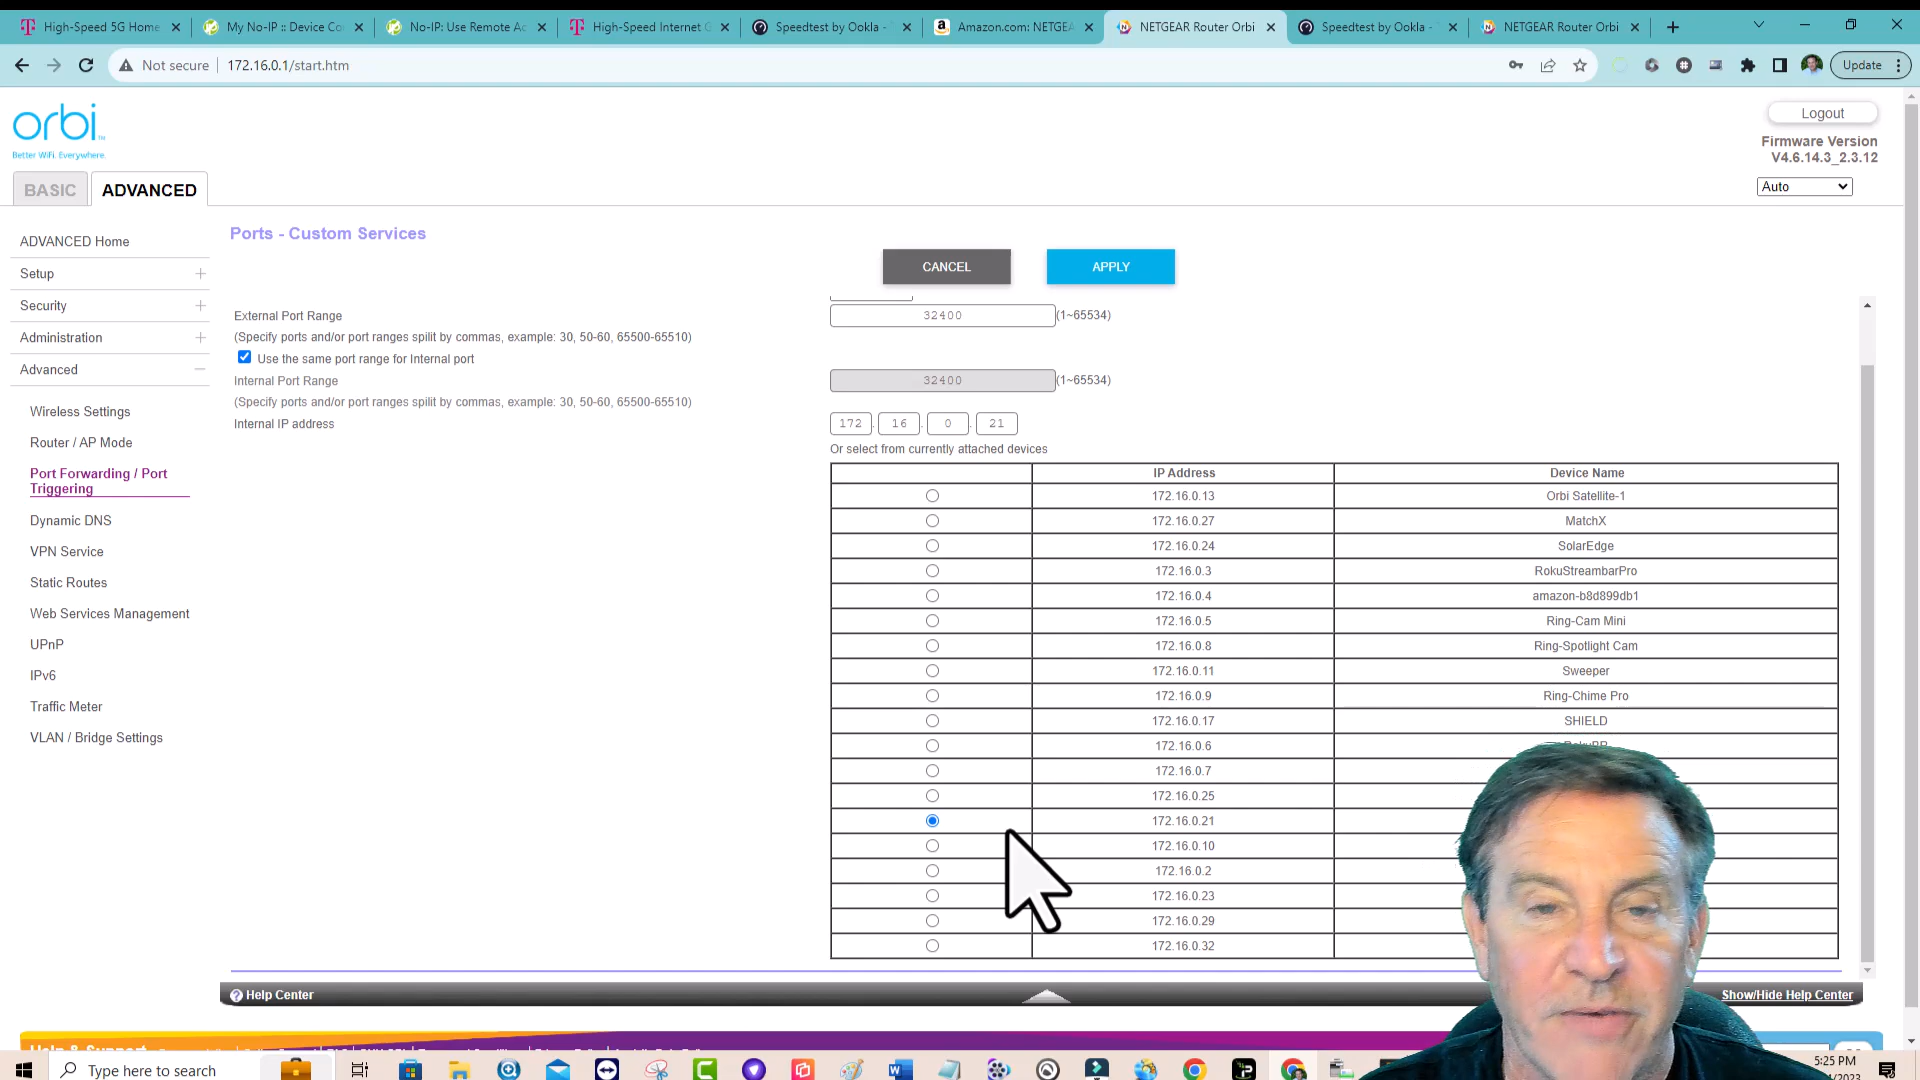 High-Speed 5G Home
My No-IP :: Device Co
No-IP: Use Remote Ac
High-Speed Internet G
Speedtest by Ookla -
Amazon.com: NETGEA
NETGEAR Router Orbi
Speedtest by Ookla -
NETGEAR Router Orbi
Not secure
172.16.0.1/start.htm
Update
orbi
Better WiFi. Everywhere.
Logout
Firmware Version
V4.6.14.3_2.3.12
Auto
BASIC
ADVANCED
ADVANCED Home
Setup
Security
Administration
Advanced
Wireless Settings
Router / AP Mode
Port Forwarding / Port
Triggering
Dynamic DNS
VPN Service
Static Routes
Web Services Management
UPnP
IPv6
Traffic Meter
VLAN / Bridge Settings
Ports - Custom Services
CANCEL
APPLY
External Port Range
32400
(1~65534)
(Specify ports and/or port ranges spilit by commas, example: 30, 50-60, 65500-65510)
Use the same port range for Internal port
Internal Port Range
32400
(1~65534)
(Specify ports and/or port ranges spilit by commas, example: 30, 50-60, 65500-65510)
Internal IP address
172 . 16 . 0 . 21
Or select from currently attached devices
IP Address Device Name
172.16.0.13 Orbi Satellite-1
172.16.0.27 MatchX
172.16.0.24 SolarEdge
172.16.0.3 RokuStreambarPro
172.16.0.4 amazon-b8d899db1
172.16.0.5 Ring-Cam Mini
172.16.0.8 Ring-Spotlight Cam
172.16.0.11 Sweeper
172.16.0.9 Ring-Chime Pro
172.16.0.17 SHIELD
172.16.0.6
172.16.0.7
172.16.0.25
172.16.0.21
172.16.0.10
172.16.0.2
172.16.0.23
172.16.0.29
172.16.0.32
Help Center
Show/Hide Help Center
Help & Support
Type here to search
5:25 PM